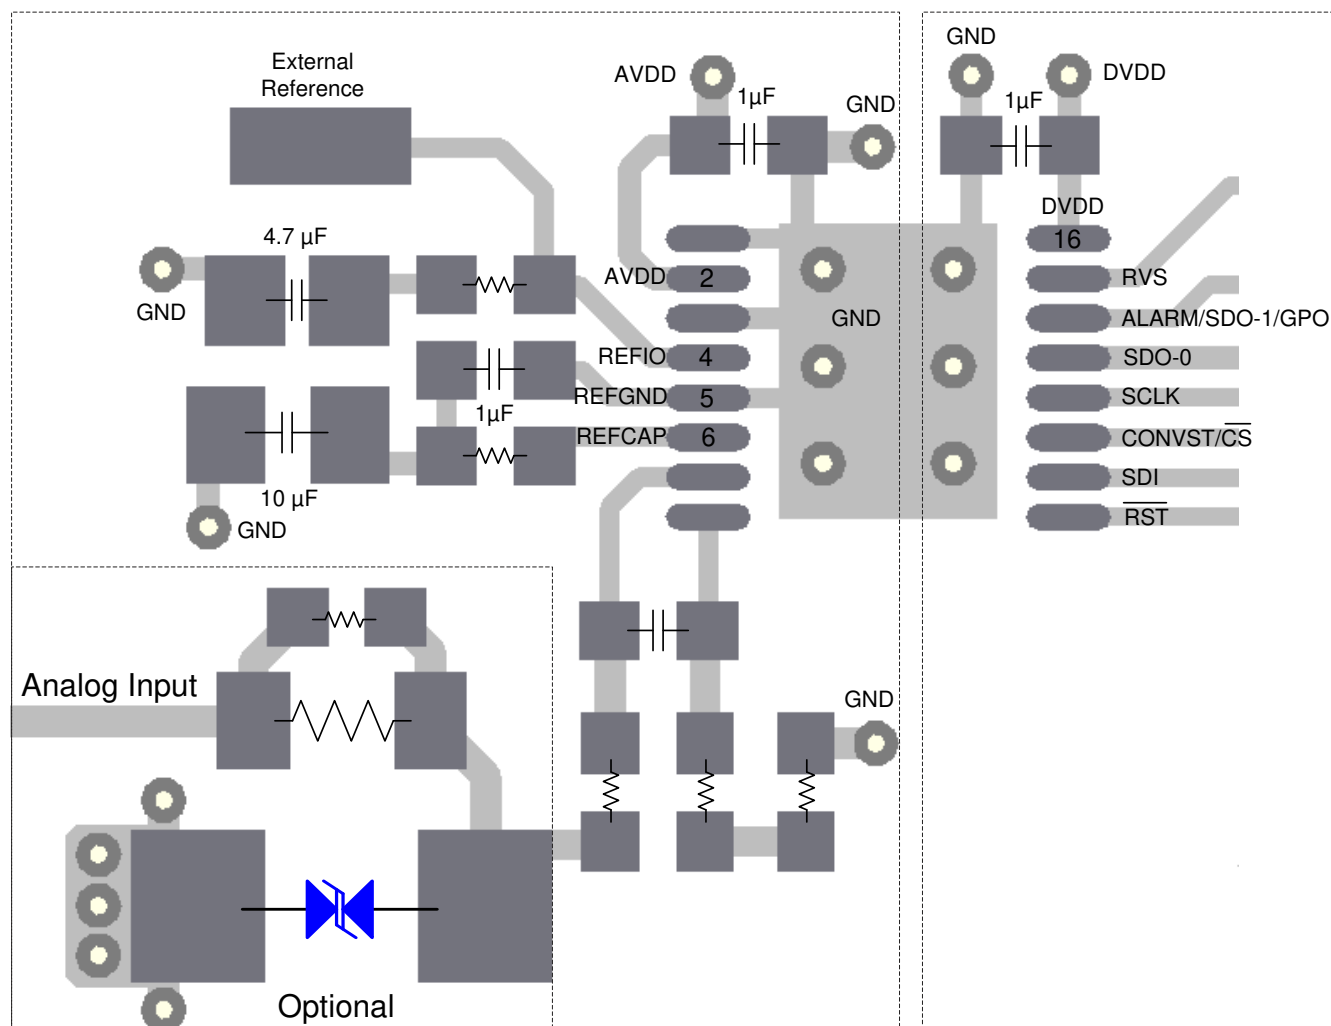 External
Reference
AVDD
1µF
GND
GND
DVDD
1µF
4.7 µF
GND
AVDD
2
GND
REFIO
4
REFGND
5
1µF
REFCAP
6
10 µF
GND
DVDD
16
RVS
ALARM/SDO-1/GPO
SDO-0
SCLK
CONVST/C̅S̅
SDI
R̅S̅T̅
Analog Input
GND
Optional